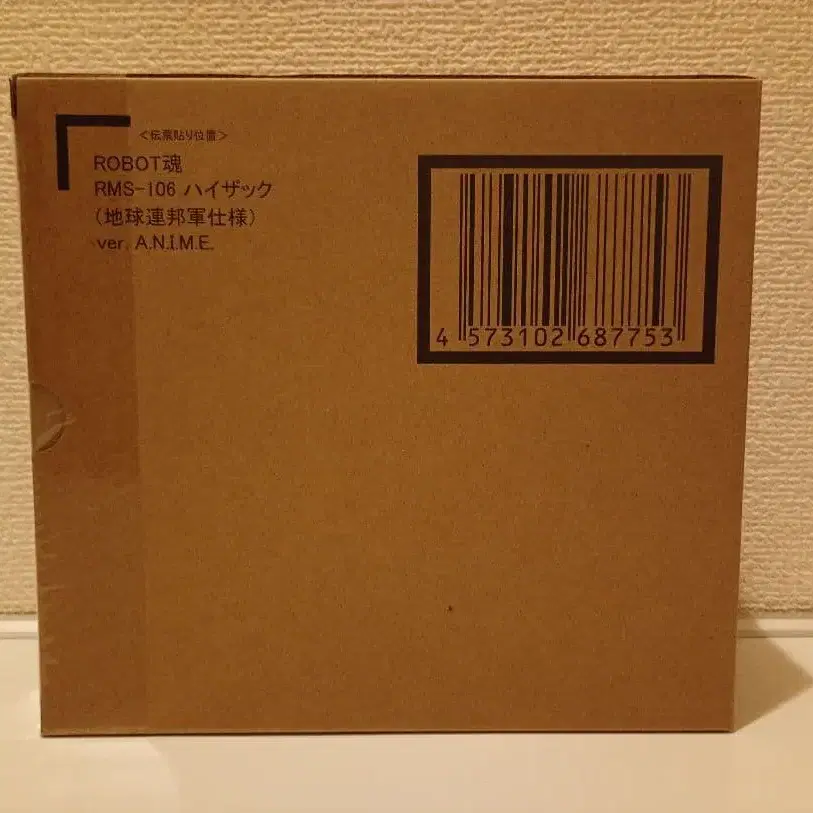 <伝票貼り位置>
ROBOT魂
RMS-106 ハイザック
(地球連邦軍仕様)
ver. A.N.I.M.E.
4 573102 687753